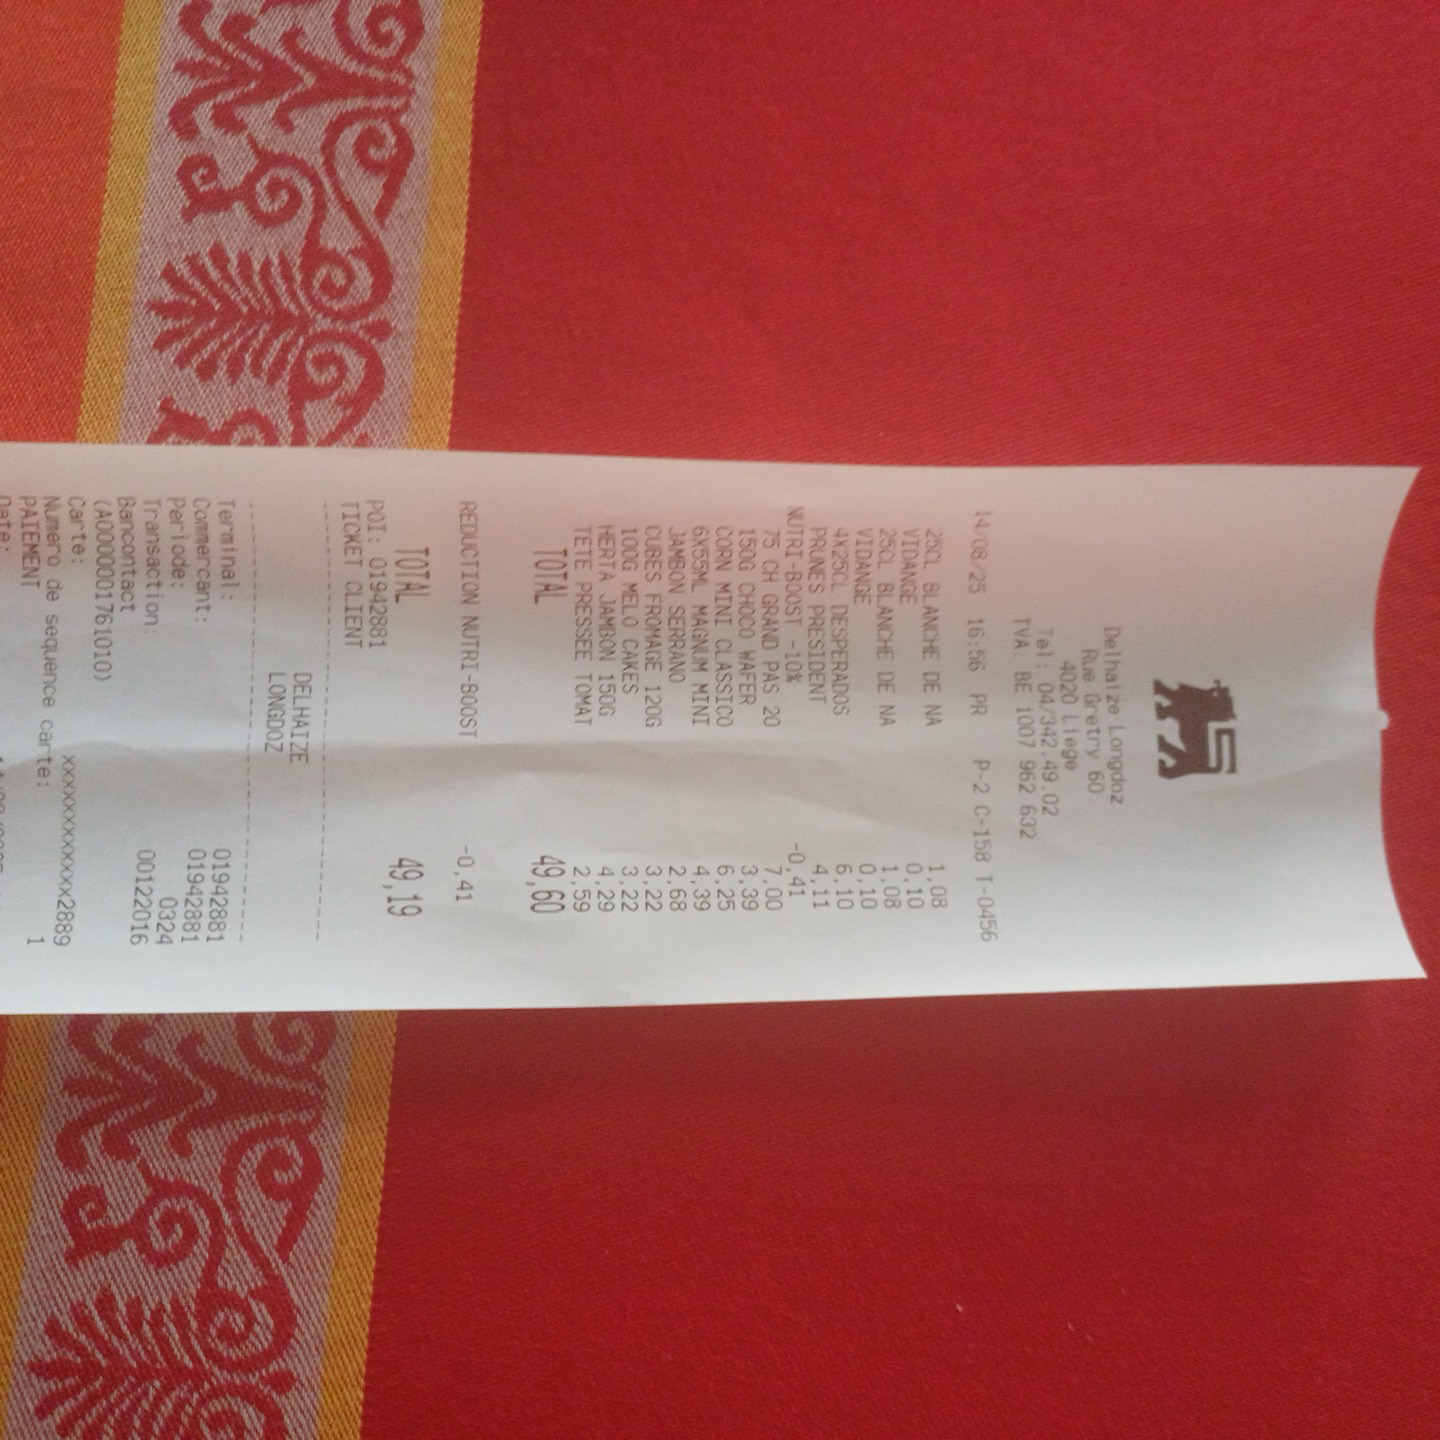 Delhaize Longdoz
Rue Gretry 60
4020 Liege
Tel: 04/342.49.02
TVA: BE 1007 962 632
14/08/25 16:56 PR P-2 C-158 T-0456
25CL BLANCHE DE NA 1,08
VIDANGE 0,10
25CL BLANCHE DE NA 1,08
VIDANGE 0,10
4X25CL DESPERADOS 6,10
PRUNES PRESIDENT 4,11
NUTRI-BOOST -10% -0,41
75 CH GRAND PAS 20 7,00
150G CHOCO WAFER 3,39
CORN MINI CLASSICO 6,25
6X55ML MAGNUM MINI 4,39
JAMBON SERRANO 2,68
CUBES FROMAGE 120G 3,22
100G MELO CAKES 3,22
HERTA JAMBON 150G 4,29
TETE PRESSEE TOMAT 2,59
TOTAL 49,60
REDUCTION NUTRI-BOOST -0,41
TOTAL 49,19
POI: 01942881
TICKET CLIENT
DELHAIZE
LONGDOZ
Terminal: 01942881
Commercant: 01942881
Periode: 0324
Transaction: 00122016
Bancontact
(A0000001761010)
Carte: xxxxxxxxxxxxx2889
Numero de sequence carte: 1
PAIEMENT
Date: